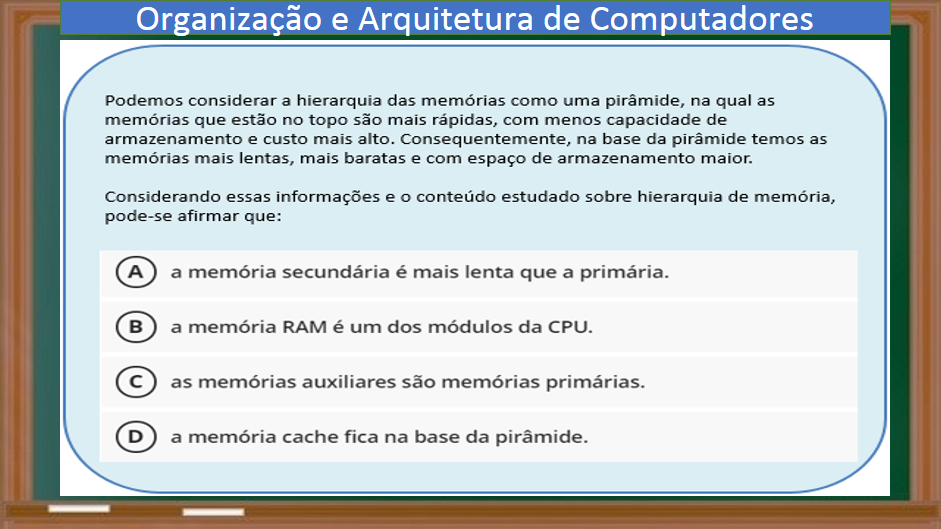 Organização e Arquitetura de Computadores
Podemos considerar a hierarquia das memórias como uma pirâmide, na qual as
memórias que estão no topo são mais rápidas, com menos capacidade de
armazenamento e custo mais alto. Consequentemente, na base da pirâmide temos as
memórias mais lentas, mais baratas e com espaço de armazenamento maior.
Considerando essas informações e o conteúdo estudado sobre hierarquia de memória,
pode-se afirmar que:
A a memória secundária é mais lenta que a primária.
B a memória RAM é um dos módulos da CPU.
C as memórias auxiliares são memórias primárias.
D a memória cache fica na base da pirâmide.